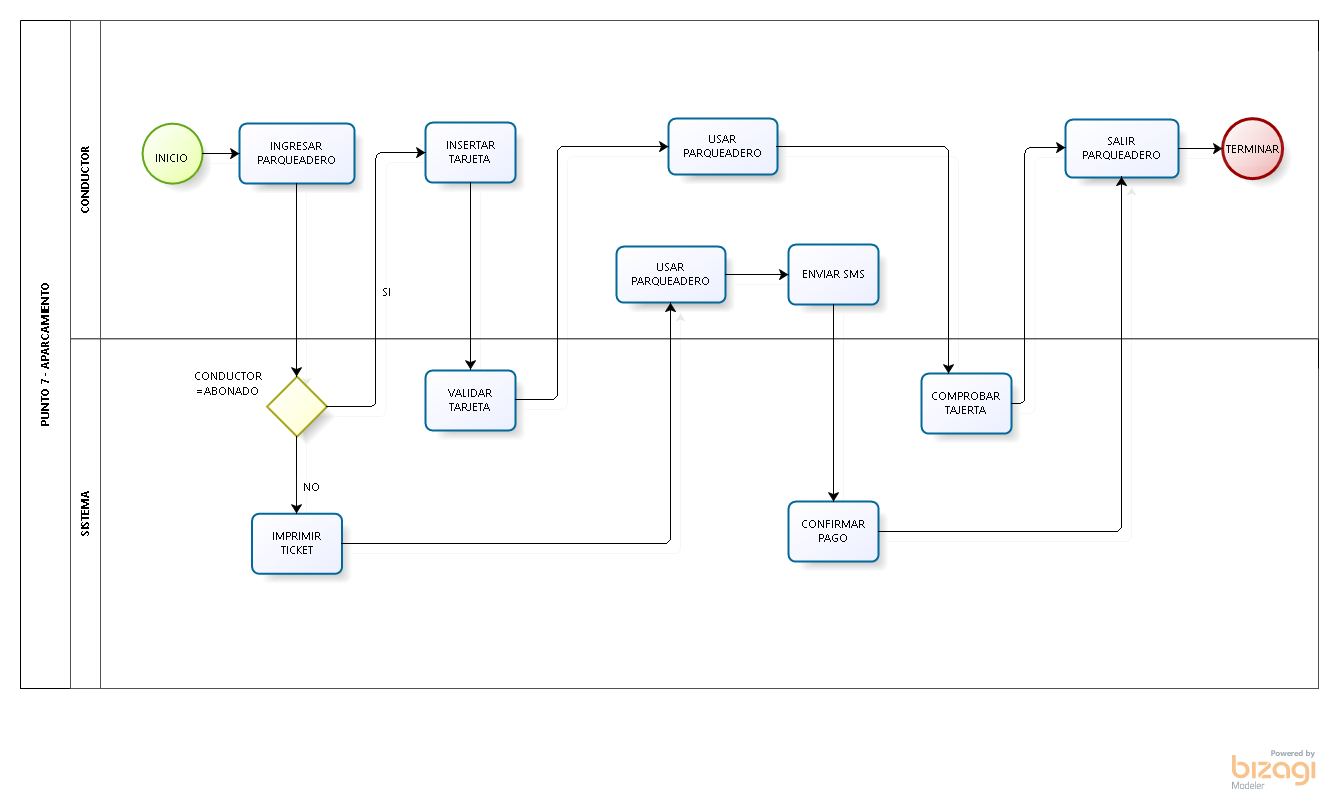 PUNTO 7 - APARCAMIENTO
CONDUCTOR
INICIO
INGRESAR
PARQUEADERO
INSERTAR
TARJETA
USAR
PARQUEADERO
SALIR
PARQUEADERO
TERMINAR
USAR
PARQUEADERO
ENVIAR SMS
SI
SISTEMA
CONDUCTOR
=ABONADO
VALIDAR
TARJETA
COMPROBAR
TAJERTA
NO
IMPRIMIR
TICKET
CONFIRMAR
PAGO
Powered by
bizagi
Modeler